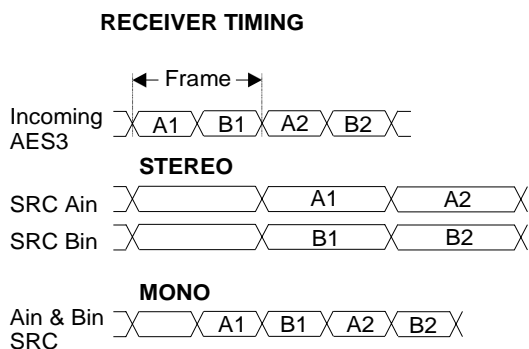 RECEIVER TIMING
Frame
Incoming AES3 A1 B1 A2 B2
STEREO
SRC Ain A1 A2
SRC Bin B1 B2
MONO
Ain & Bin SRC A1 B1 A2 B2